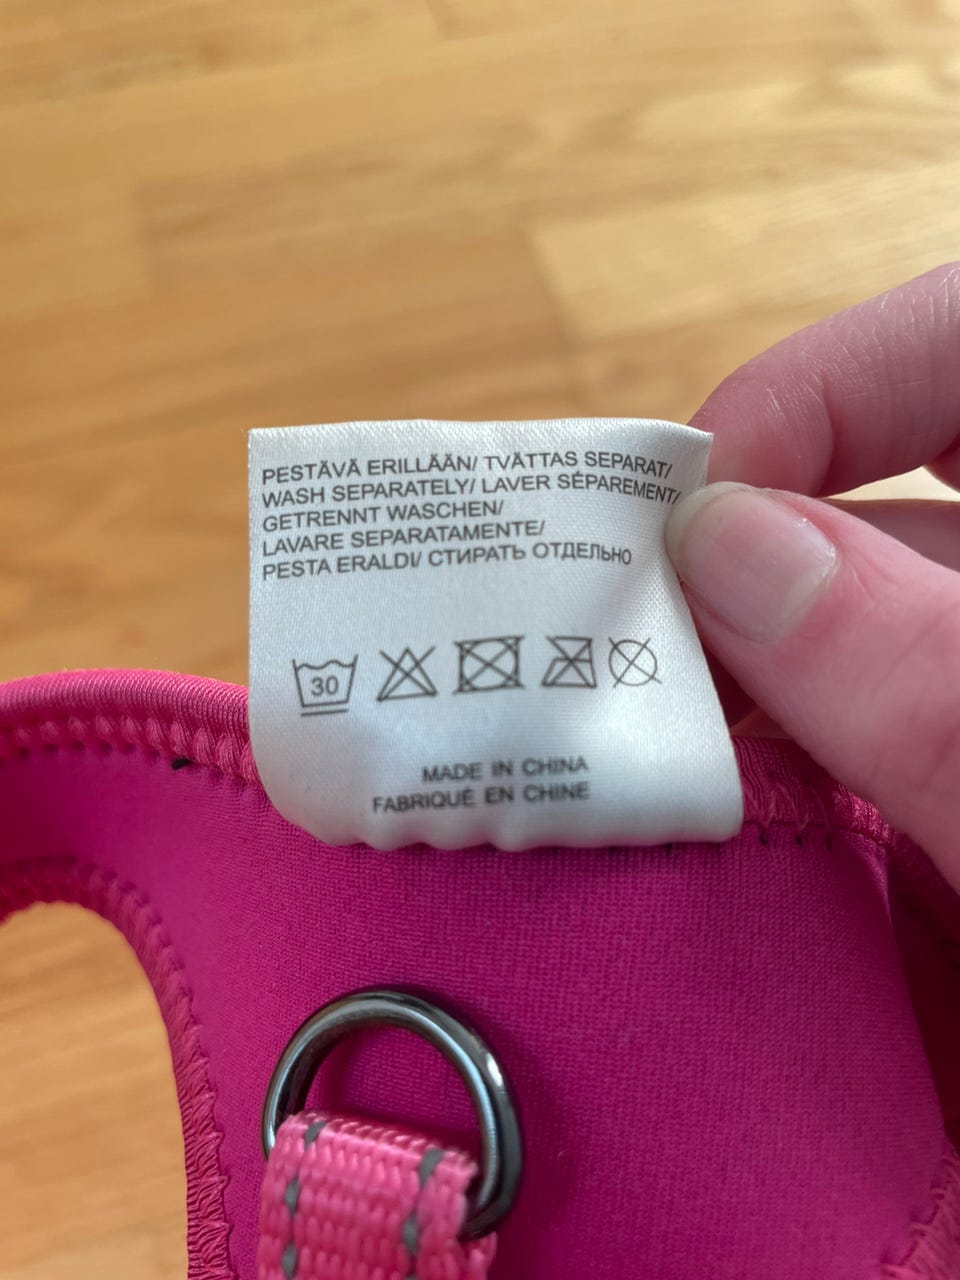 PESTÄVÄ ERILLÄÄN/ TVÄTTAS SEPARAT/
WASH SEPARATELY/ LAVER SÉPAREMENT/
GETRENNT WASCHEN/
LAVARE SEPARATAMENTE/
PESTA ERALDI/ СТИРАТЬ ОТДЕЛЬНО
30
MADE IN CHINA
FABRIQUÉ EN CHINE